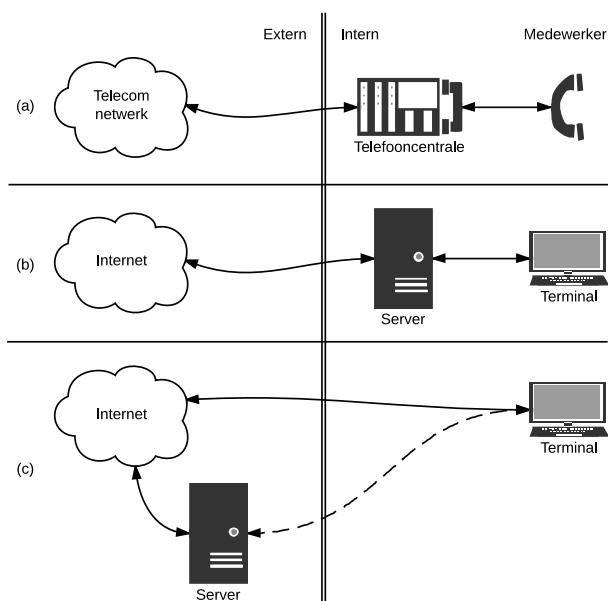 Extern
Intern
Medewerker
(a)
Telecom
netwerk
Telefooncentrale
(b)
Internet
Server
Terminal
Internet
Terminal
(c)
Server